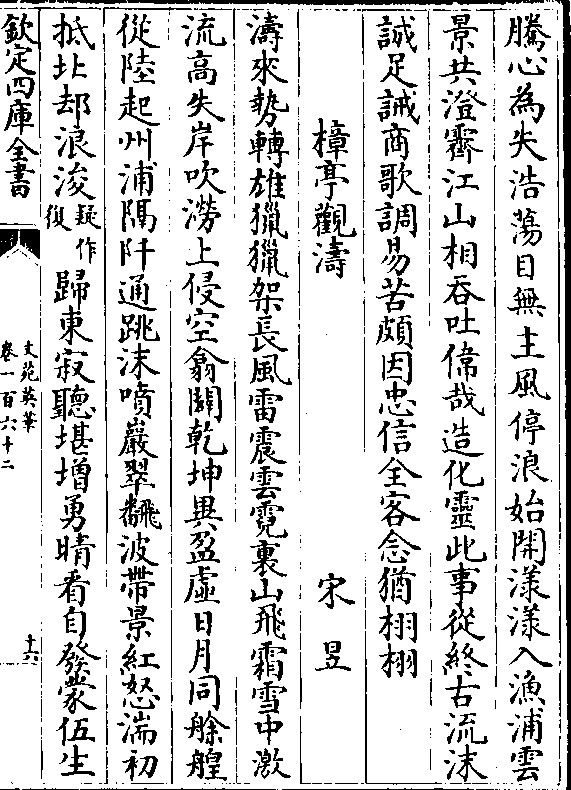 騰心為失浩蕩目無主風停浪始開漾漾入漁浦雲
景共澄霽江山相吞吐偉哉造化靈此事從終古流沫
誠足誡商歌調易苦頗因忠信全客念猶栩栩
樟亭觀濤 宋昱
濤來勢轉雄獵獵架長風雷震雲霓裏山飛霜雪中激
流高失岸吹澇上侵空翕闢乾坤異盈虛日月同艅艎
從陸起州浦隔阡通跳沫噴巖翠飜波帶景紅怒湍初
抵北却浪浚疑作復歸東寂聽堪增勇晴看自發蒙伍生
欽定四庫全書
文苑英華
卷一百六十二
十六